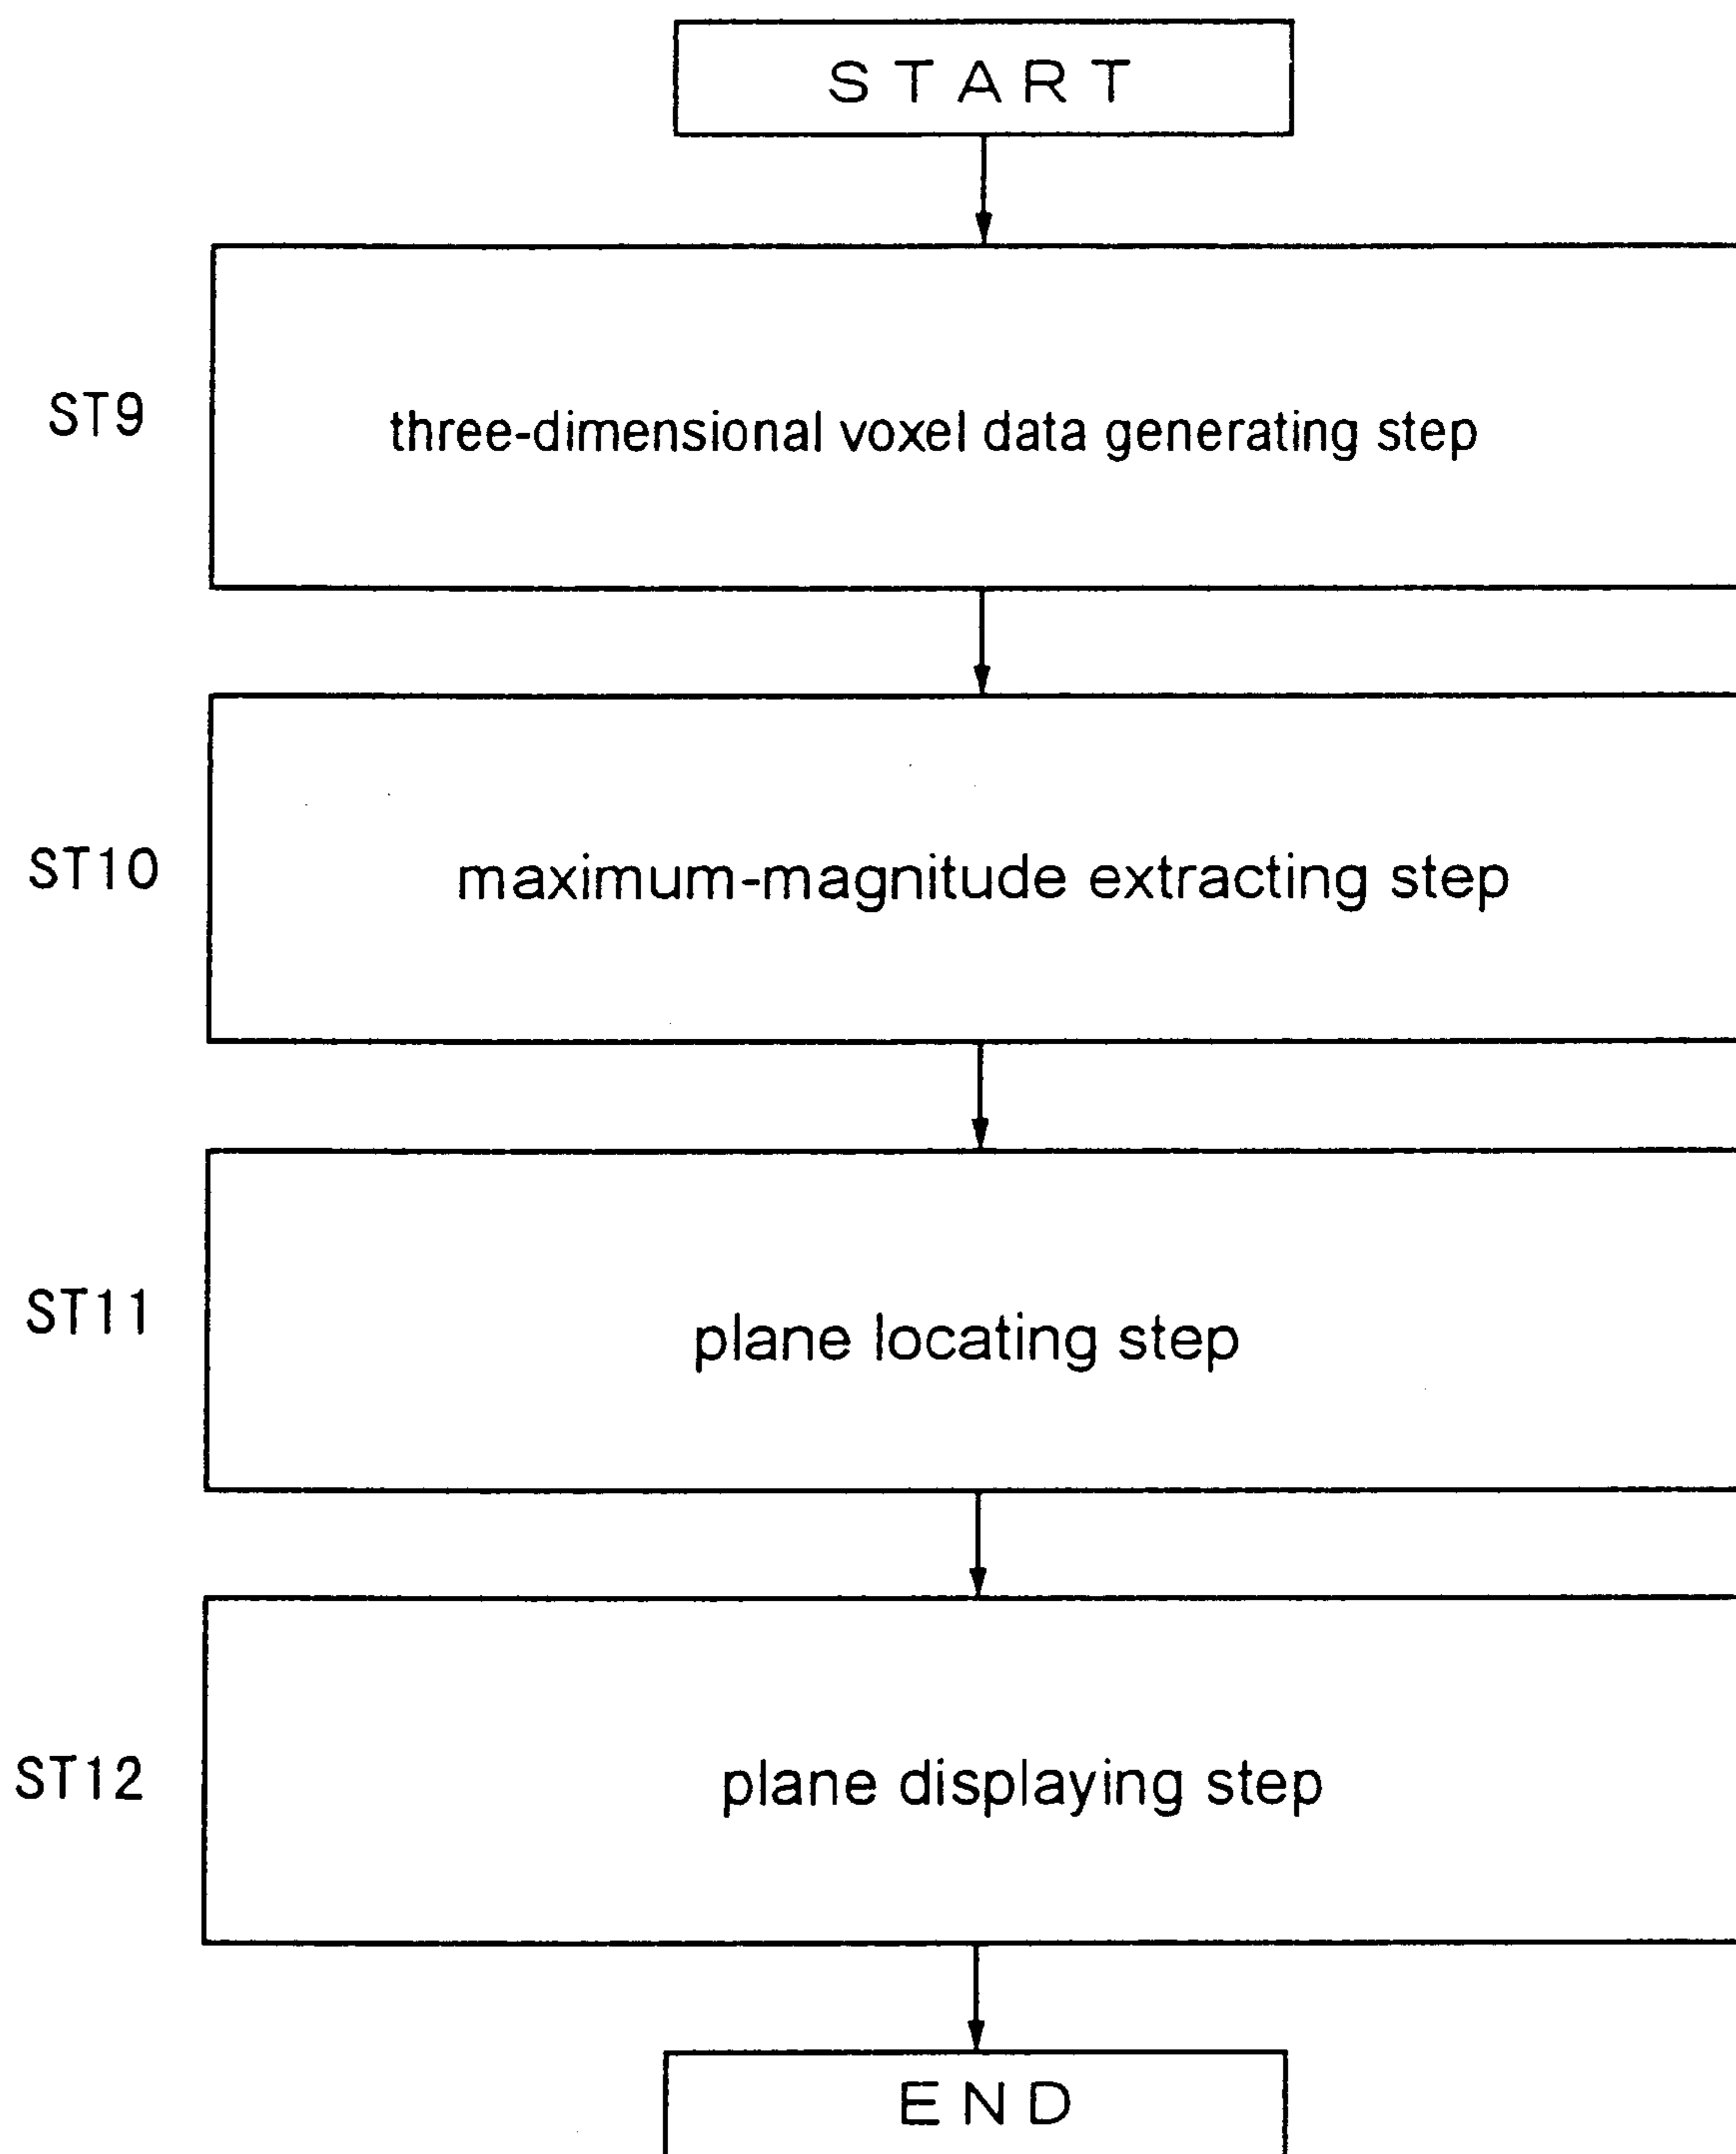 START
ST9
three-dimensional voxel data generating step
ST10
maximum-magnitude extracting step
ST11
plane locating step
ST12
plane displaying step
END